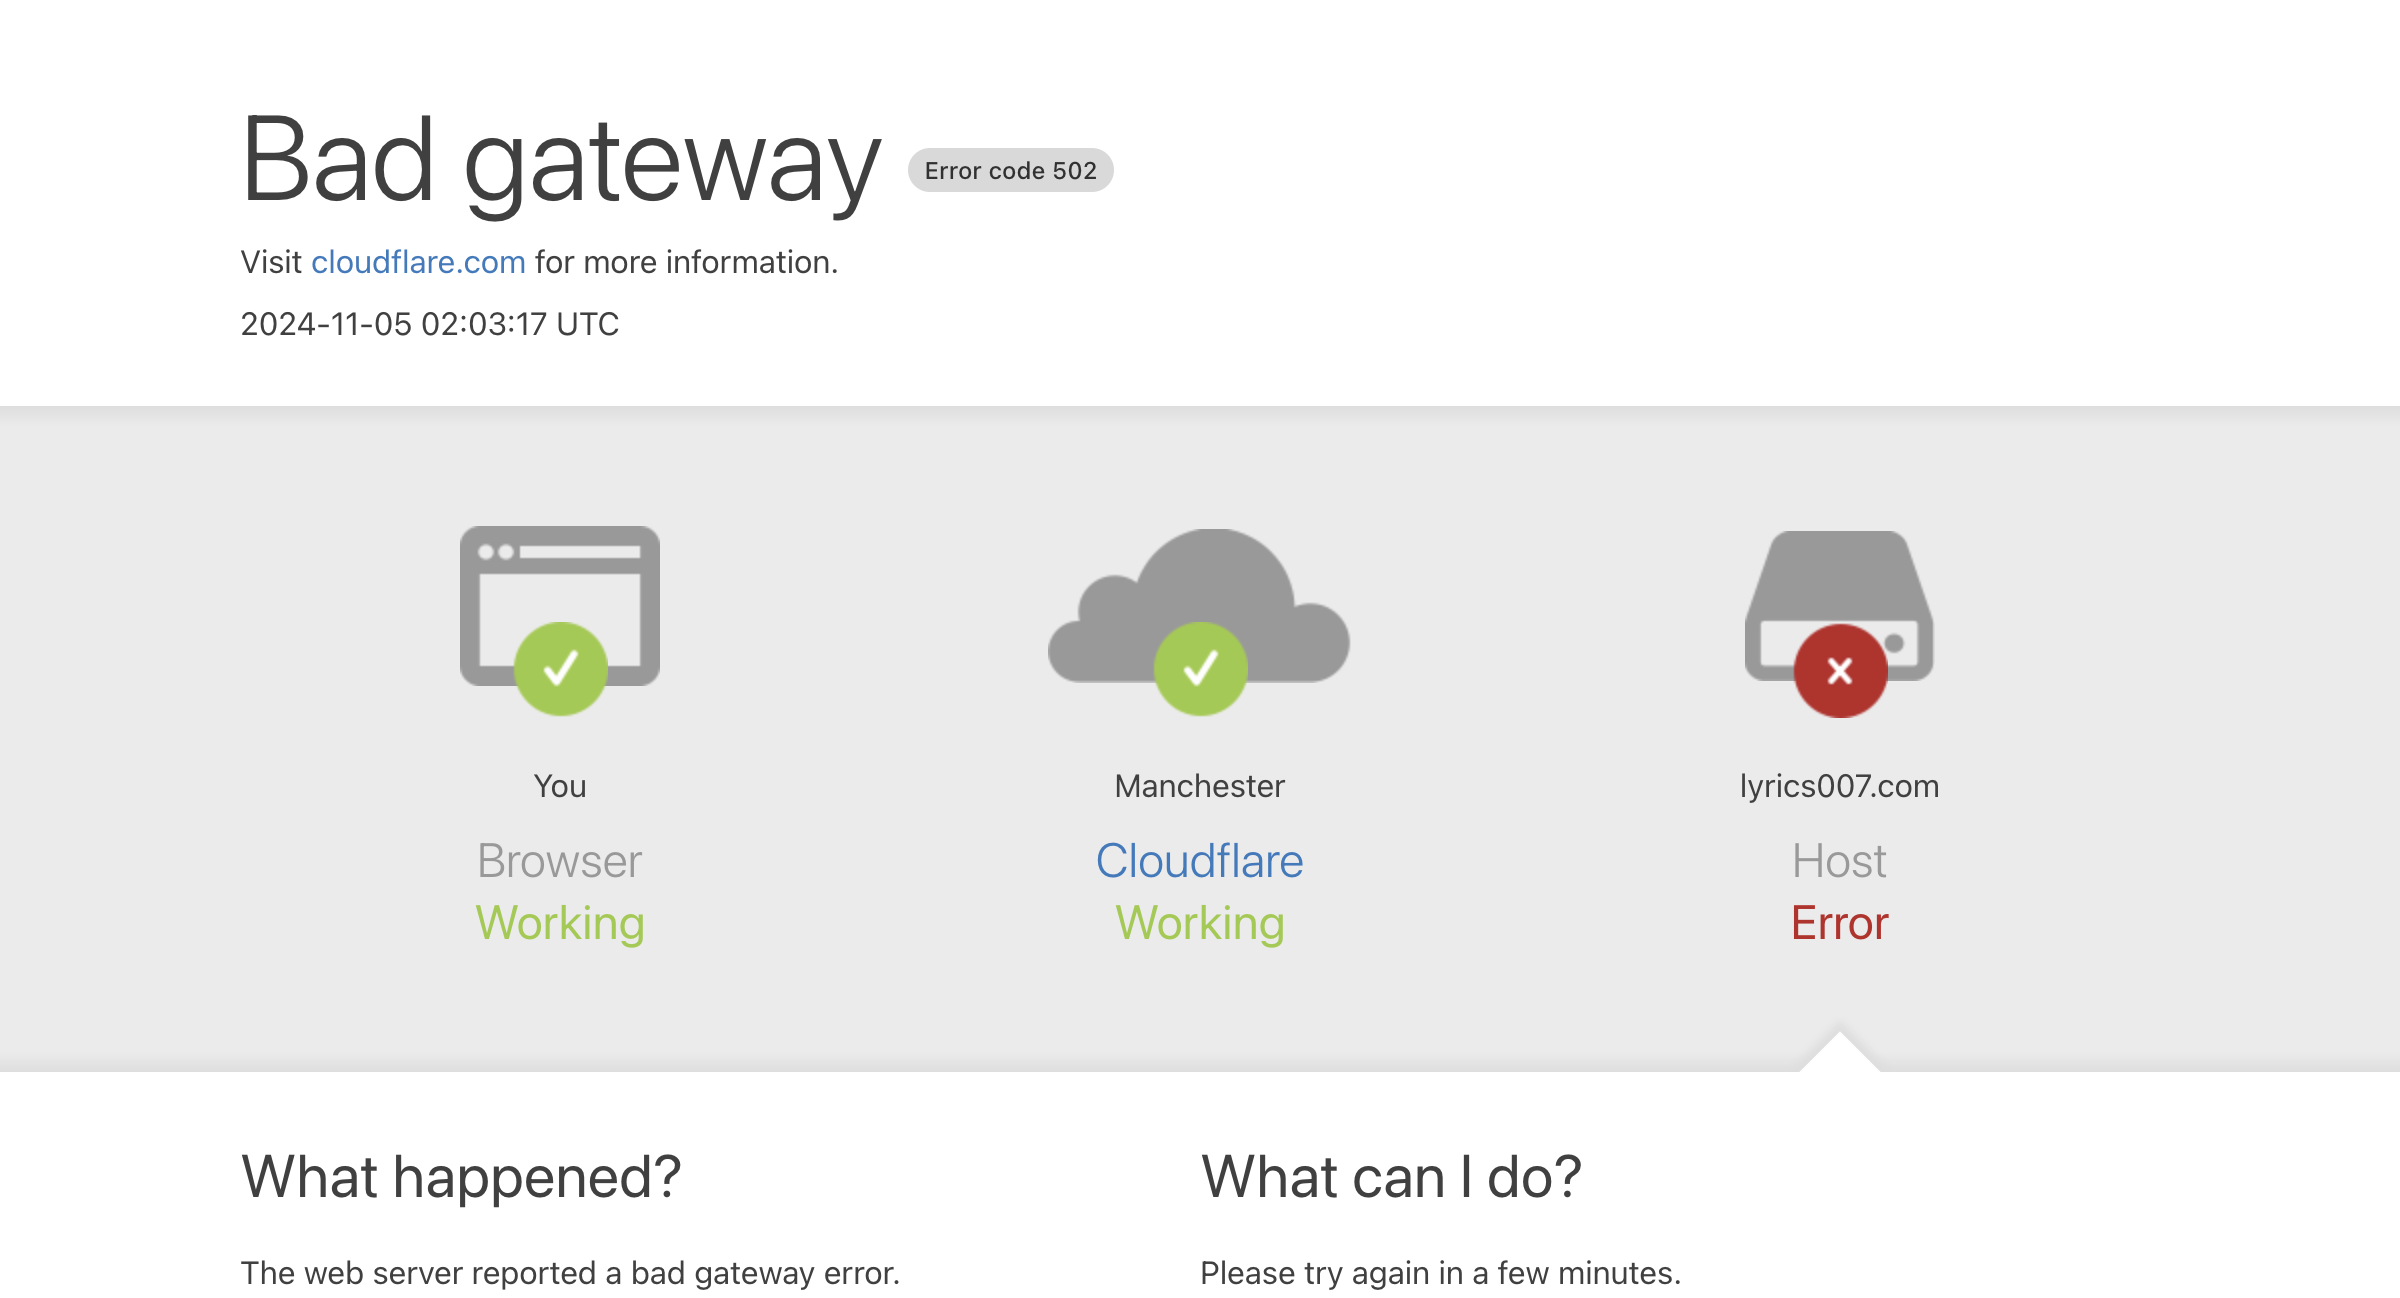 Bad gateway Error code 502
Visit cloudflare.com for more information.
2024-11-05 02:03:17 UTC
You
Browser
Working
Manchester
Cloudflare
Working
lyrics007.com
Host
Error
What happened?
The web server reported a bad gateway error.
What can I do?
Please try again in a few minutes.